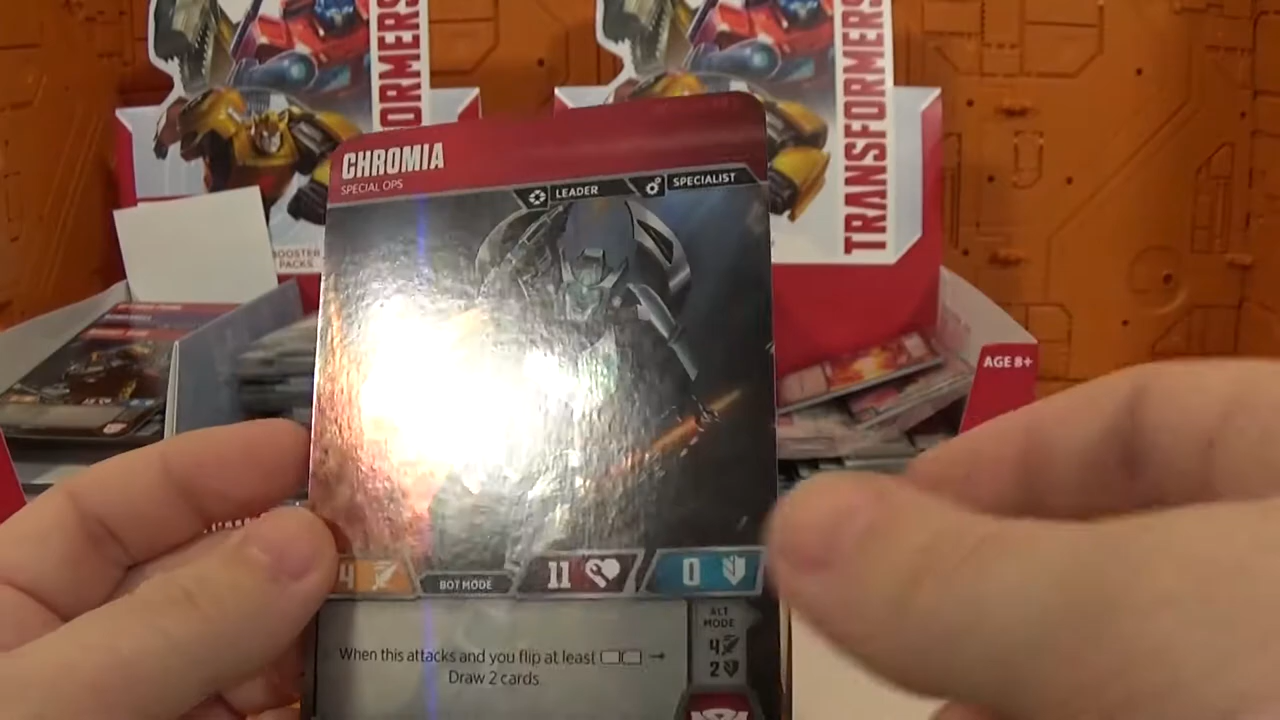 TRANSFORMERS
ORMERS
BOOSTER
PACKS
AGE 8+
CHROMIA
SPECIAL OPS
LEADER
SPECIALIST
4
BOT MODE
11
0
ALT
MODE
4
2
When this attacks and you flip at least →
Draw 2 cards